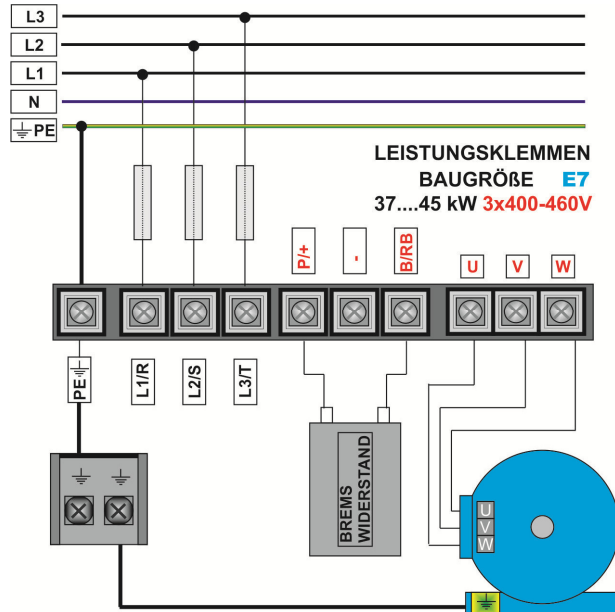 L3
L2
L1
N
PE
LEISTUNGSKLEMMEN
BAUGRÖßE E7
37....45 kW 3x400-460V
P/+
-
B/RB
U
V
W
PE
L1/R
L2/S
L3/T
BREMS
WIDERSTAND
U
V
W